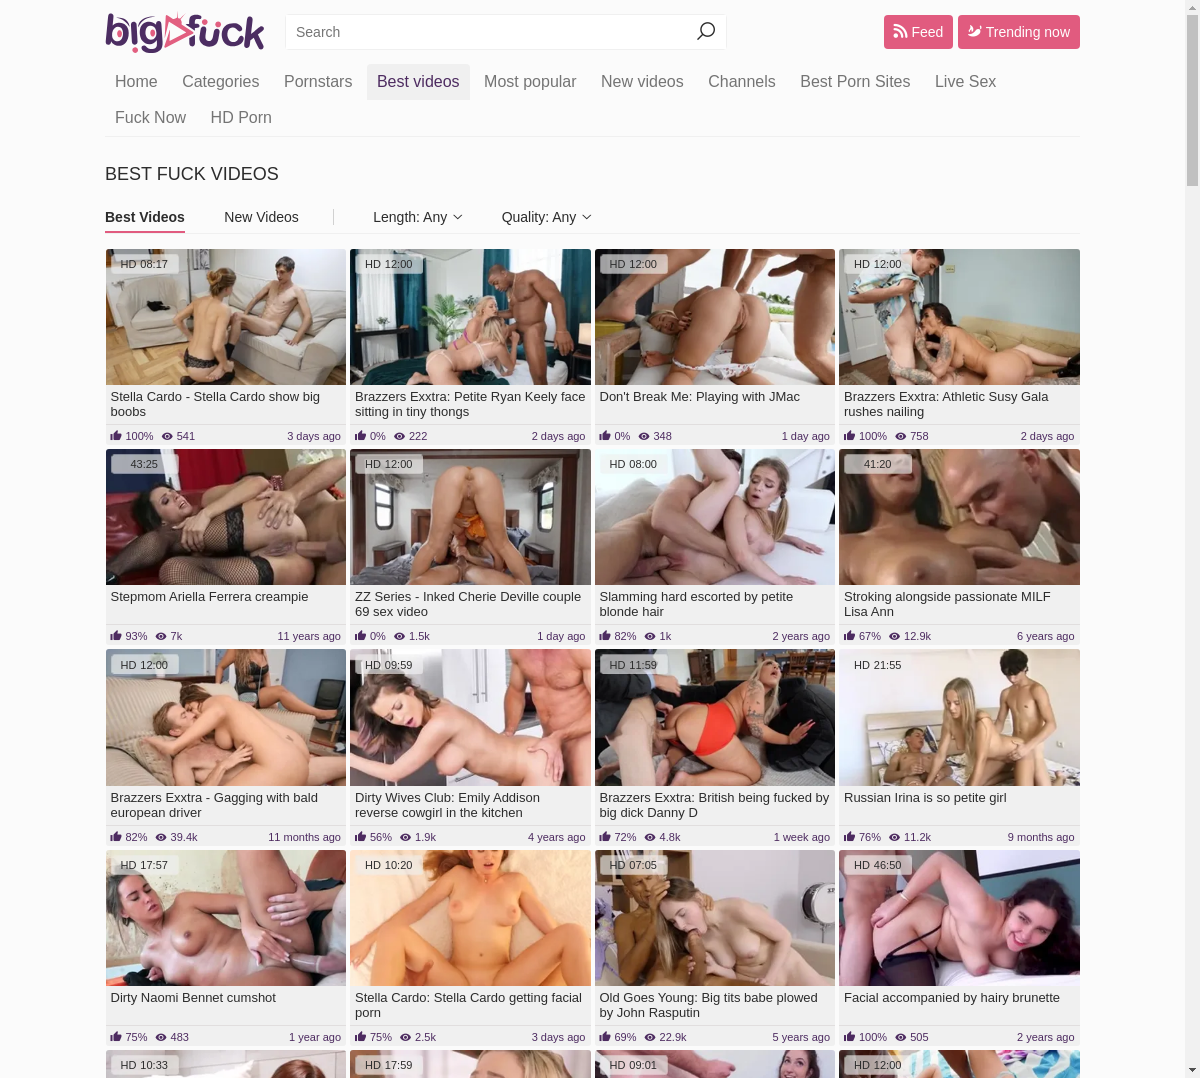 bigfuck
Search
Feed
Trending now
Home Categories Pornstars Best videos Most popular New videos Channels Best Porn Sites Live Sex
Fuck Now HD Porn
BEST FUCK VIDEOS
Best Videos New Videos Length: Any Quality: Any
HD 08:17
Stella Cardo - Stella Cardo show big
boobs
100% 541 3 days ago
HD 12:00
Brazzers Exxtra: Petite Ryan Keely face
sitting in tiny thongs
0% 222 2 days ago
HD 12:00
Don't Break Me: Playing with JMac
0% 348 1 day ago
HD 12:00
Brazzers Exxtra: Athletic Susy Gala
rushes nailing
100% 758 2 days ago
43:25
Stepmom Ariella Ferrera creampie
93% 7k 11 years ago
HD 12:00
ZZ Series - Inked Cherie Deville couple
69 sex video
0% 1.5k 1 day ago
HD 08:00
Slamming hard escorted by petite
blonde hair
82% 1k 2 years ago
41:20
Stroking alongside passionate MILF
Lisa Ann
67% 12.9k 6 years ago
HD 12:00
Brazzers Exxtra - Gagging with bald
european driver
82% 39.4k 11 months ago
HD 09:59
Dirty Wives Club: Emily Addison
reverse cowgirl in the kitchen
56% 1.9k 4 years ago
HD 11:59
Brazzers Exxtra: British being fucked by
big dick Danny D
72% 4.8k 1 week ago
HD 21:55
Russian Irina is so petite girl
76% 11.2k 9 months ago
HD 17:57
Dirty Naomi Bennet cumshot
75% 483 1 year ago
HD 10:20
Stella Cardo: Stella Cardo getting facial
porn
75% 2.5k 3 days ago
HD 07:05
Old Goes Young: Big tits babe plowed
by John Rasputin
69% 22.9k 5 years ago
HD 46:50
Facial accompanied by hairy brunette
100% 505 2 years ago
HD 10:33
HD 17:59
HD 09:01
HD 12:00